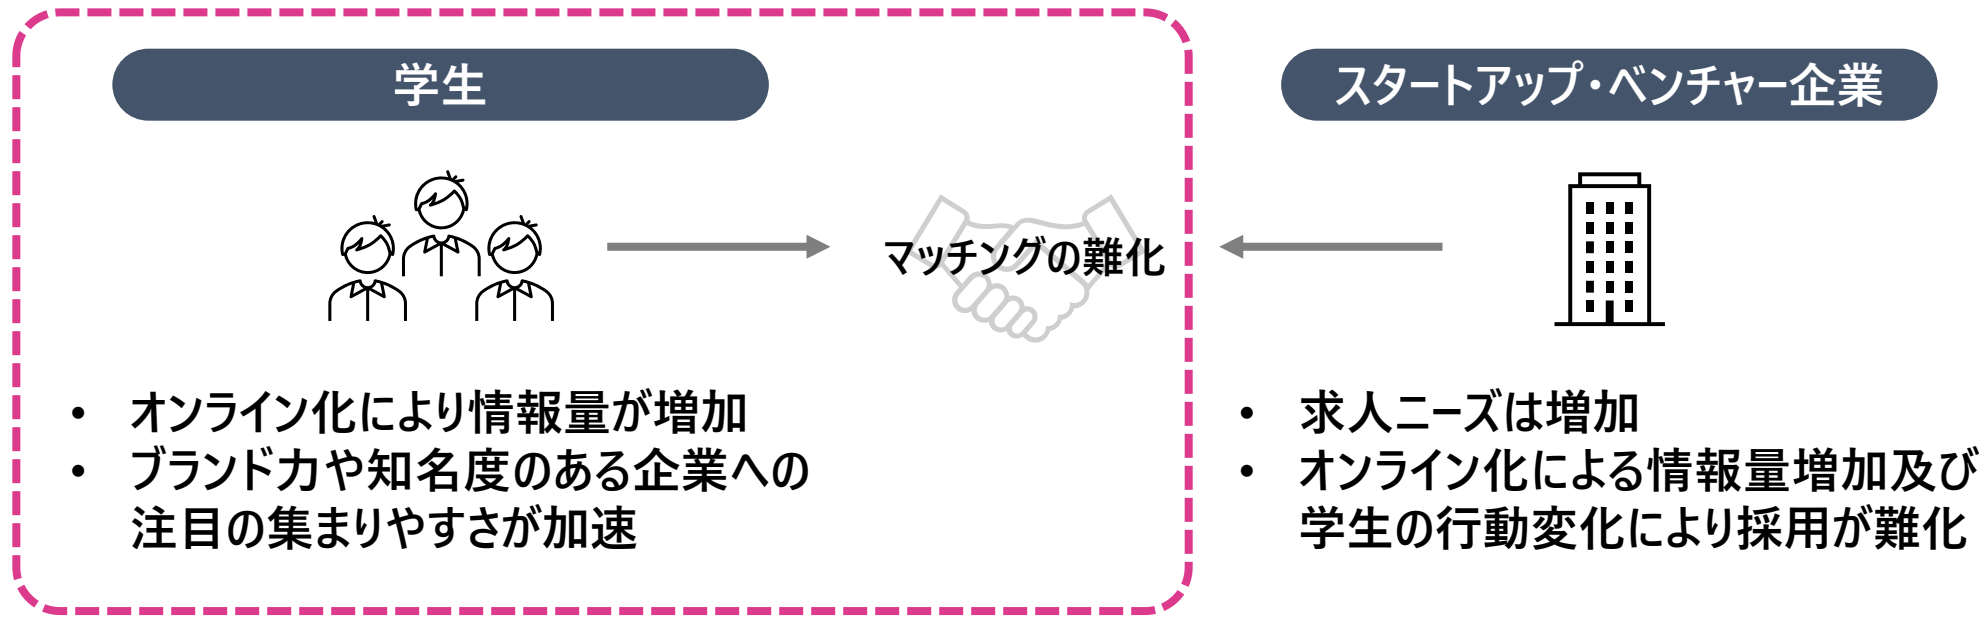 学生
スタートアップ・ベンチャー企業
マッチングの難化
• オンライン化により情報量が増加
• ブランド力や知名度のある企業への
注目の集まりやすさが加速
• 求人ニーズは増加
• オンライン化による情報量増加及び
学生の行動変化により採用が難化